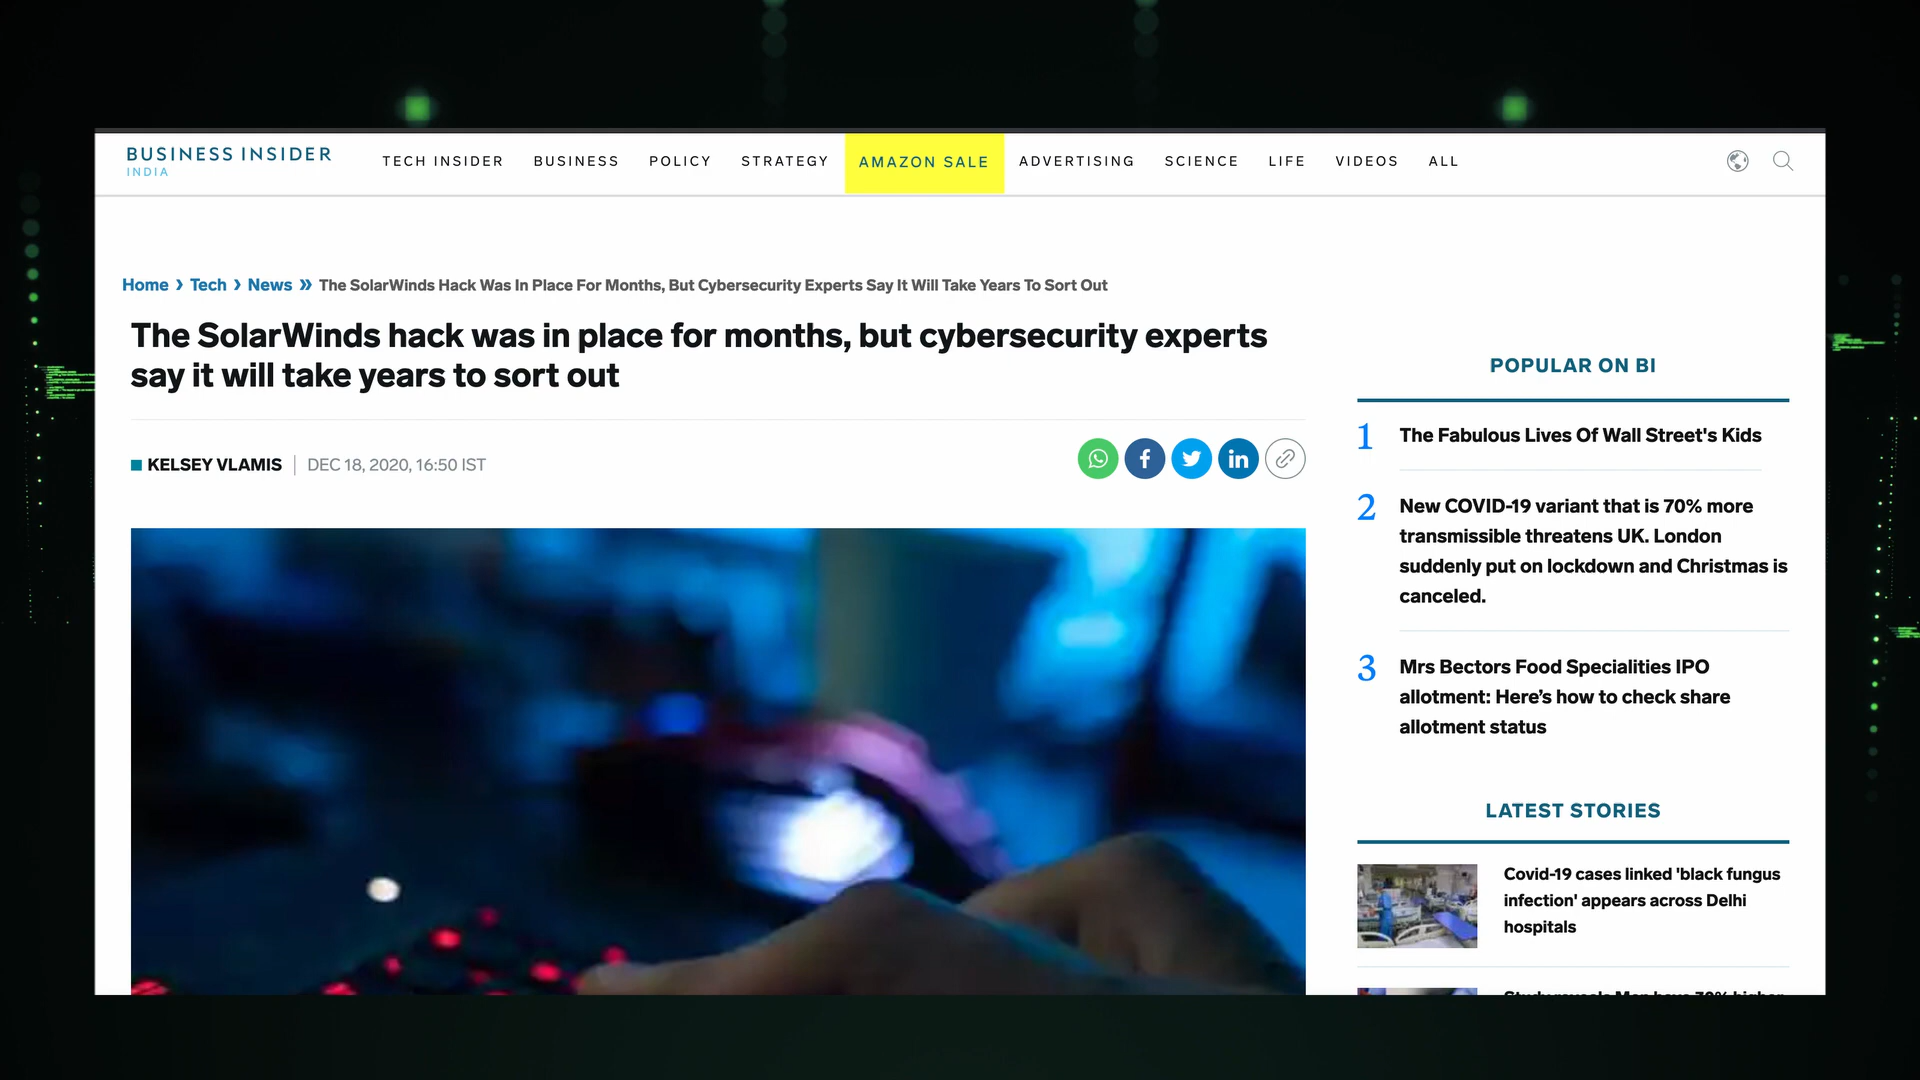 BUSINESS INSIDER
INDIA
TECH INSIDER
BUSINESS
POLICY
STRATEGY
AMAZON SALE
ADVERTISING
SCIENCE
LIFE
VIDEOS
ALL
Home › Tech › News » The SolarWinds Hack Was In Place For Months, But Cybersecurity Experts Say It Will Take Years To Sort Out
The SolarWinds hack was in place for months, but cybersecurity experts
say it will take years to sort out
KELSEY VLAMIS | DEC 18, 2020, 16:50 IST
POPULAR ON BI
1 The Fabulous Lives Of Wall Street's Kids
2 New COVID-19 variant that is 70% more
transmissible threatens UK. London
suddenly put on lockdown and Christmas is
canceled.
3 Mrs Bectors Food Specialities IPO
allotment: Here's how to check share
allotment status
LATEST STORIES
Covid-19 cases linked 'black fungus
infection' appears across Delhi
hospitals